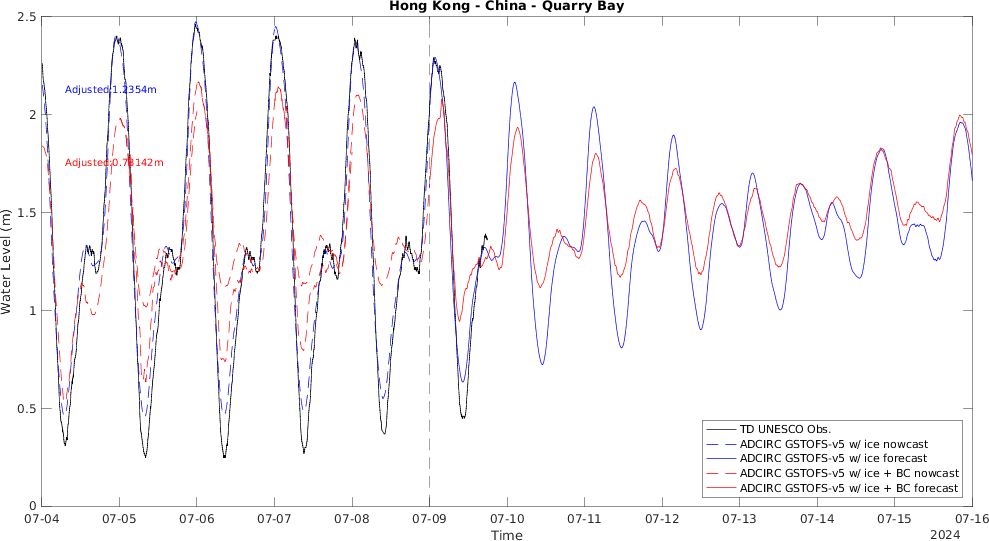 Hong Kong - China - Quarry Bay
2.5
2
1.5
1
0.5
0
Water Level (m)
Adjusted:1.2354m
Adjusted:0.73142m
TD UNESCO Obs.
ADCIRC GSTOFS-v5 w/ ice nowcast
ADCIRC GSTOFS-v5 w/ ice forecast
ADCIRC GSTOFS-v5 w/ ice + BC nowcast
ADCIRC GSTOFS-v5 w/ ice + BC forecast
07-04 07-05 07-06 07-07 07-08 07-09 07-10 07-11 07-12 07-13 07-14 07-15 07-16
Time
2024